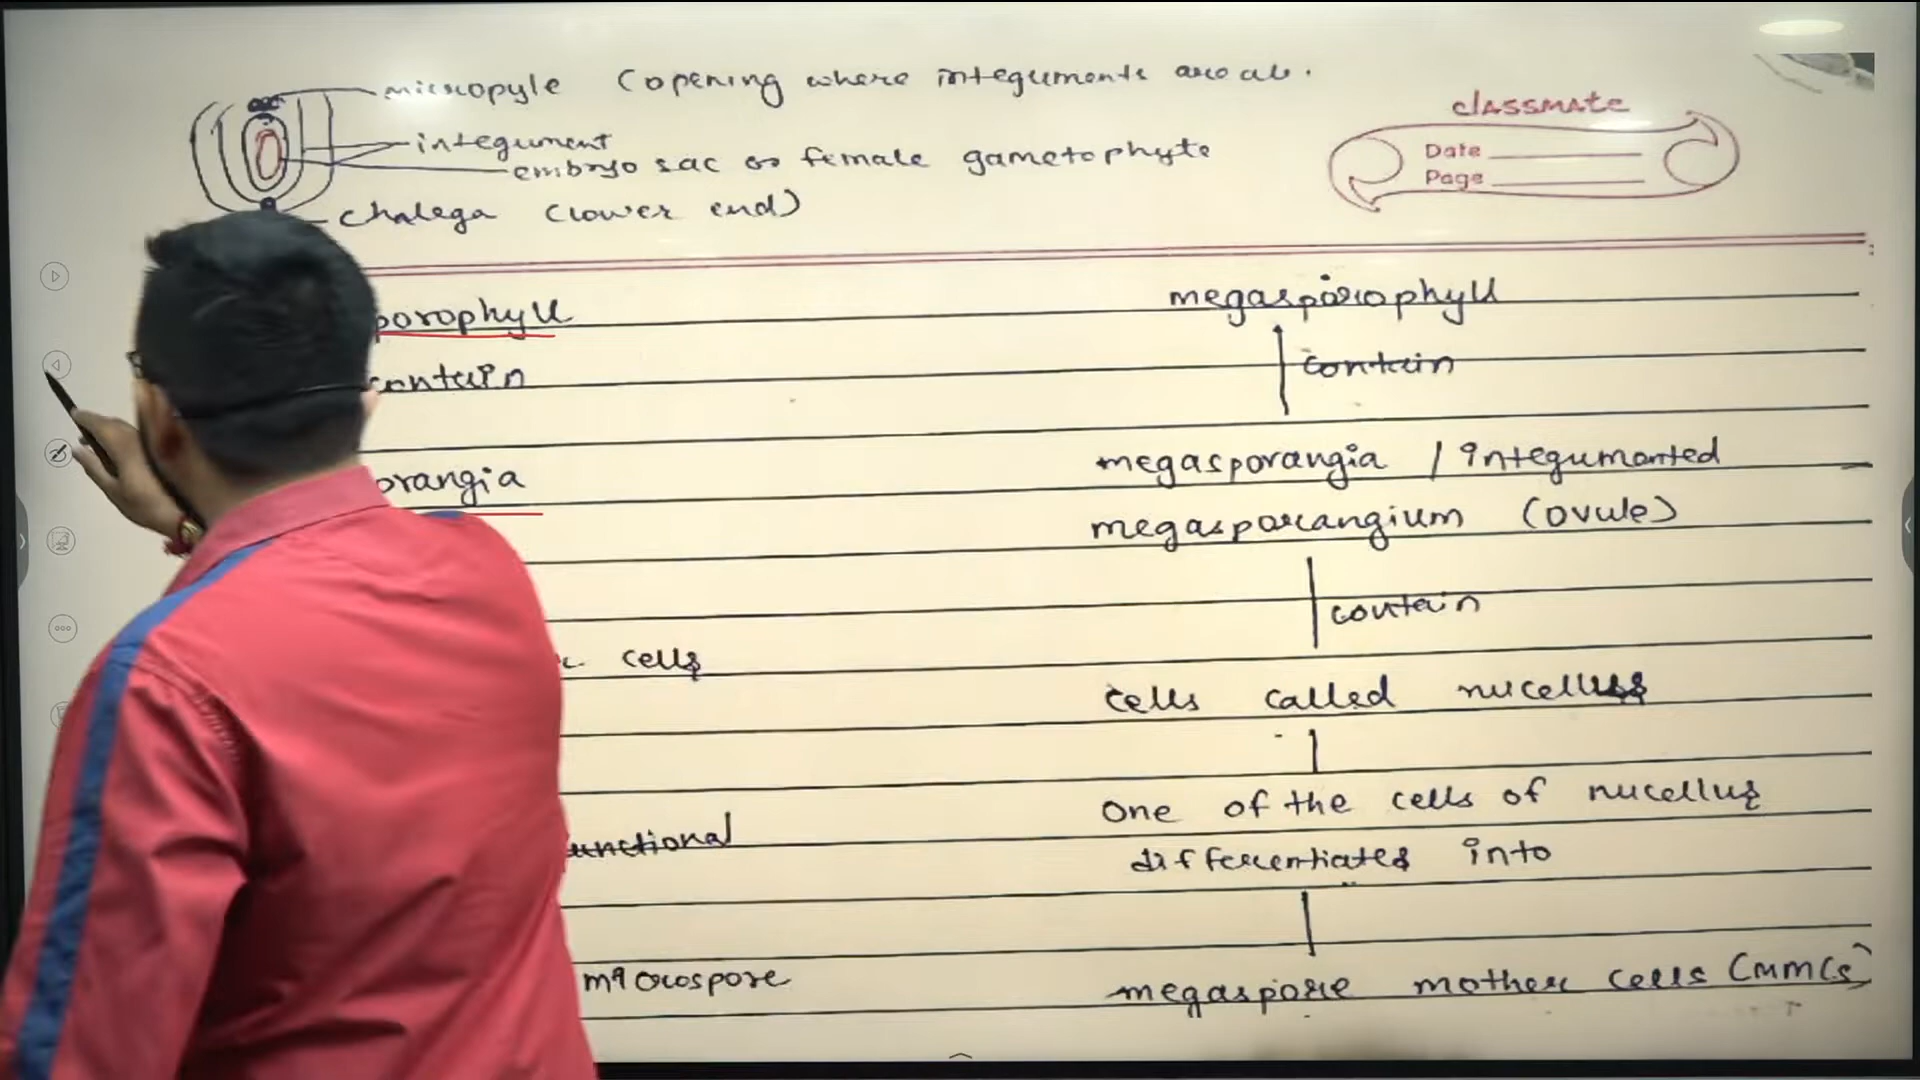 micropyle (opening where integuments
classmate
integument
Date
embryo sac or female gametophyte
Page
chalega (lower end)
porophyll
megasporophyll
contain
contain
orangia
megasporangia / integumented
megasporangium (ovule)
contain
cells
cells called nucellus
One of the cells of nucellus
unctional
differentiates into
microspore
megaspore mother cells (MMCs)